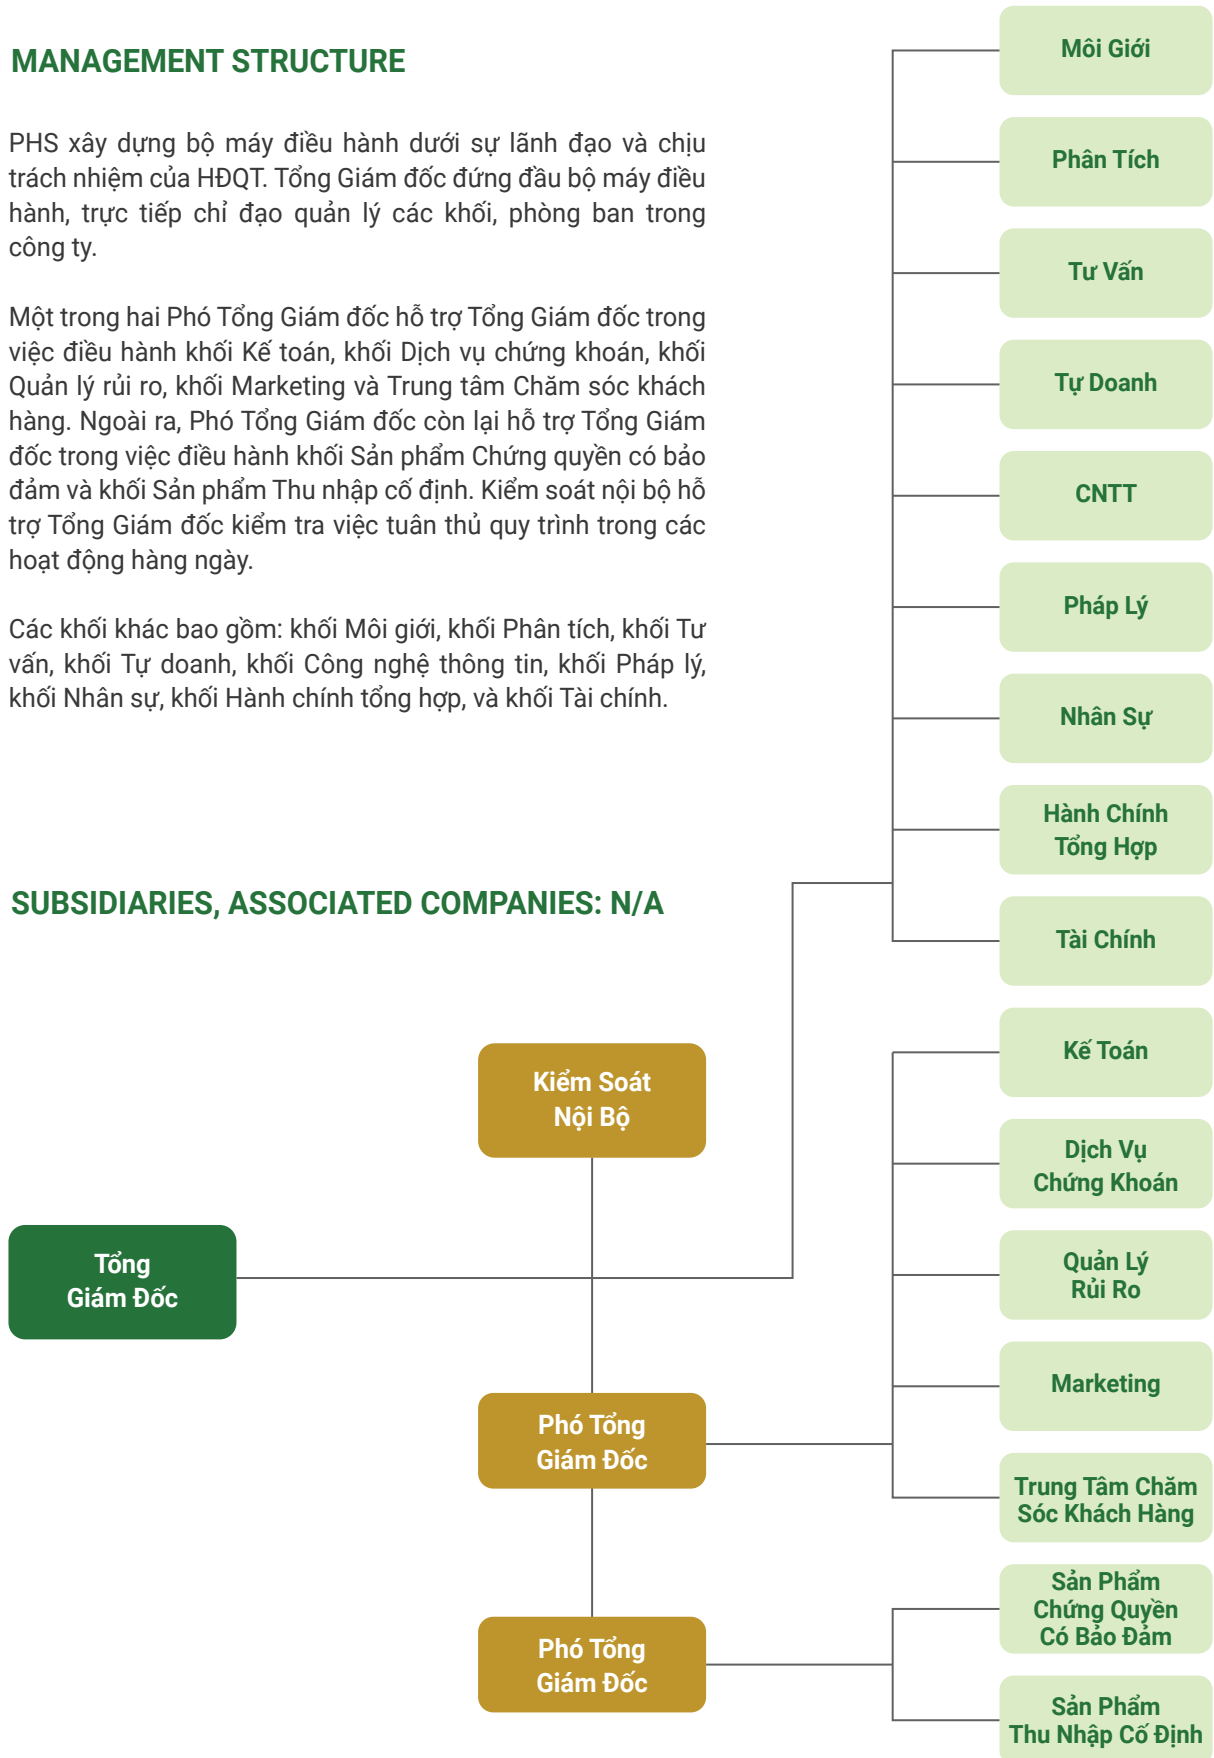 MANAGEMENT STRUCTURE
PHS xây dựng bộ máy điều hành dưới sự lãnh đạo và chịu
trách nhiệm của HĐQT. Tổng Giám đốc đứng đầu bộ máy điều
hành, trực tiếp chỉ đạo quản lý các khối, phòng ban trong
công ty.
Một trong hai Phó Tổng Giám đốc hỗ trợ Tổng Giám đốc trong
việc điều hành khối Kế toán, khối Dịch vụ chứng khoán, khối
Quản lý rủi ro, khối Marketing và Trung tâm Chăm sóc khách
hàng. Ngoài ra, Phó Tổng Giám đốc còn lại hỗ trợ Tổng Giám
đốc trong việc điều hành khối Sản phẩm Chứng quyền có bảo
đảm và khối Sản phẩm Thu nhập cố định. Kiểm soát nội bộ hỗ
trợ Tổng Giám đốc kiểm tra việc tuân thủ quy trình trong các
hoạt động hàng ngày.
Các khối khác bao gồm: khối Môi giới, khối Phân tích, khối Tư
vấn, khối Tự doanh, khối Công nghệ thông tin, khối Pháp lý,
khối Nhân sự, khối Hành chính tổng hợp, và khối Tài chính.
SUBSIDIARIES, ASSOCIATED COMPANIES: N/A
Tổng
Giám Đốc
Kiểm Soát
Nội Bộ
Phó Tổng
Giám Đốc
Phó Tổng
Giám Đốc
Môi Giới
Phân Tích
Tư Vấn
Tự Doanh
CNTT
Pháp Lý
Nhân Sự
Hành Chính
Tổng Hợp
Tài Chính
Kế Toán
Dịch Vụ
Chứng Khoán
Quản Lý
Rủi Ro
Marketing
Trung Tâm Chăm
Sóc Khách Hàng
Sản Phẩm
Chứng Quyền
Có Bảo Đảm
Sản Phẩm
Thu Nhập Cố Định